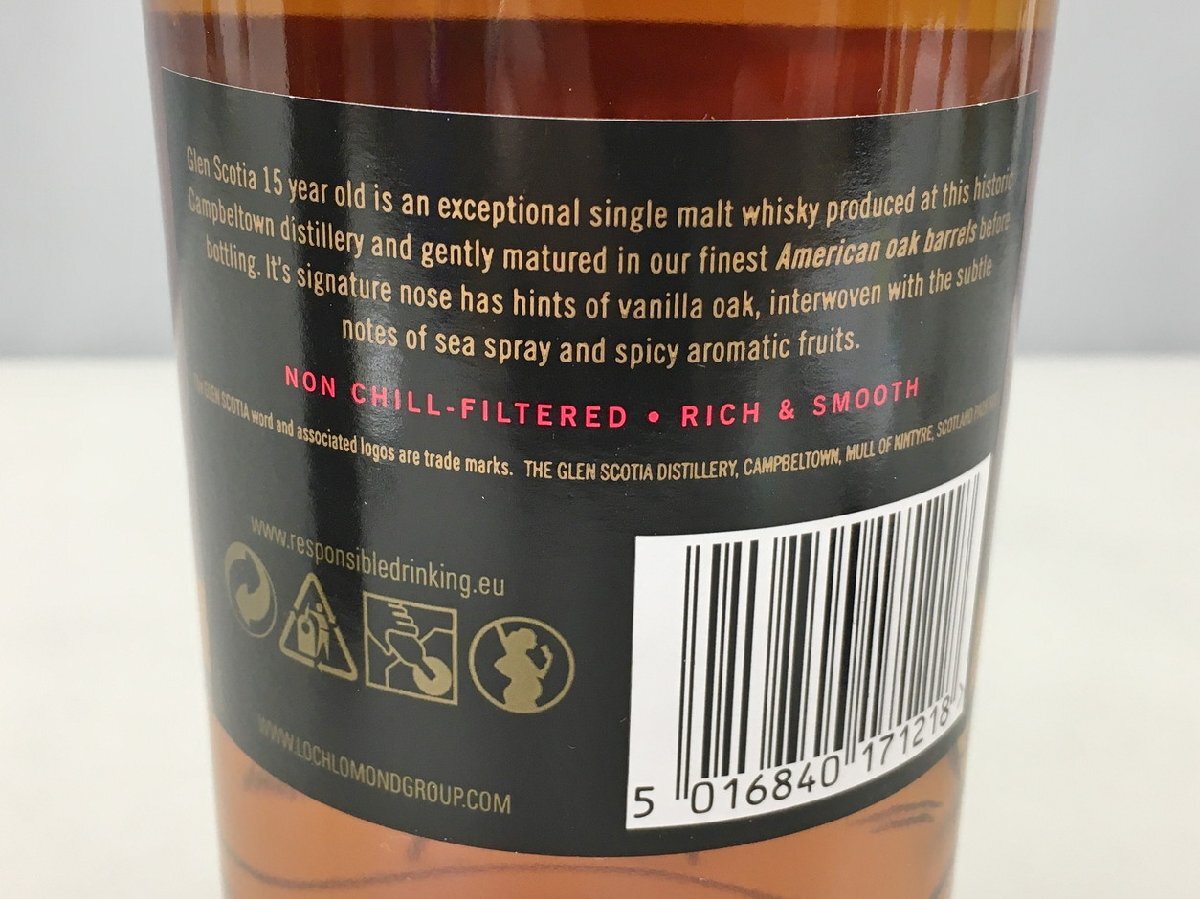 Glen Scotia 15 year old is an exceptional single malt whisky produced at this historic
Campbeltown distillery and gently matured in our finest American oak barrels before
bottling. It's signature nose has hints of vanilla oak, interwoven with the subtle
notes of sea spray and spicy aromatic fruits.
NON CHILL-FILTERED • RICH & SMOOTH
The GLEN SCOTIA word and associated logos are trade marks. THE GLEN SCOTIA DISTILLERY, CAMPBELTOWN, MULL OF KINTYRE, SCOTLAND
www.responsibledrinking.eu
WWW.LOCHLOMONDGROUP.COM
5 016840 171218 >